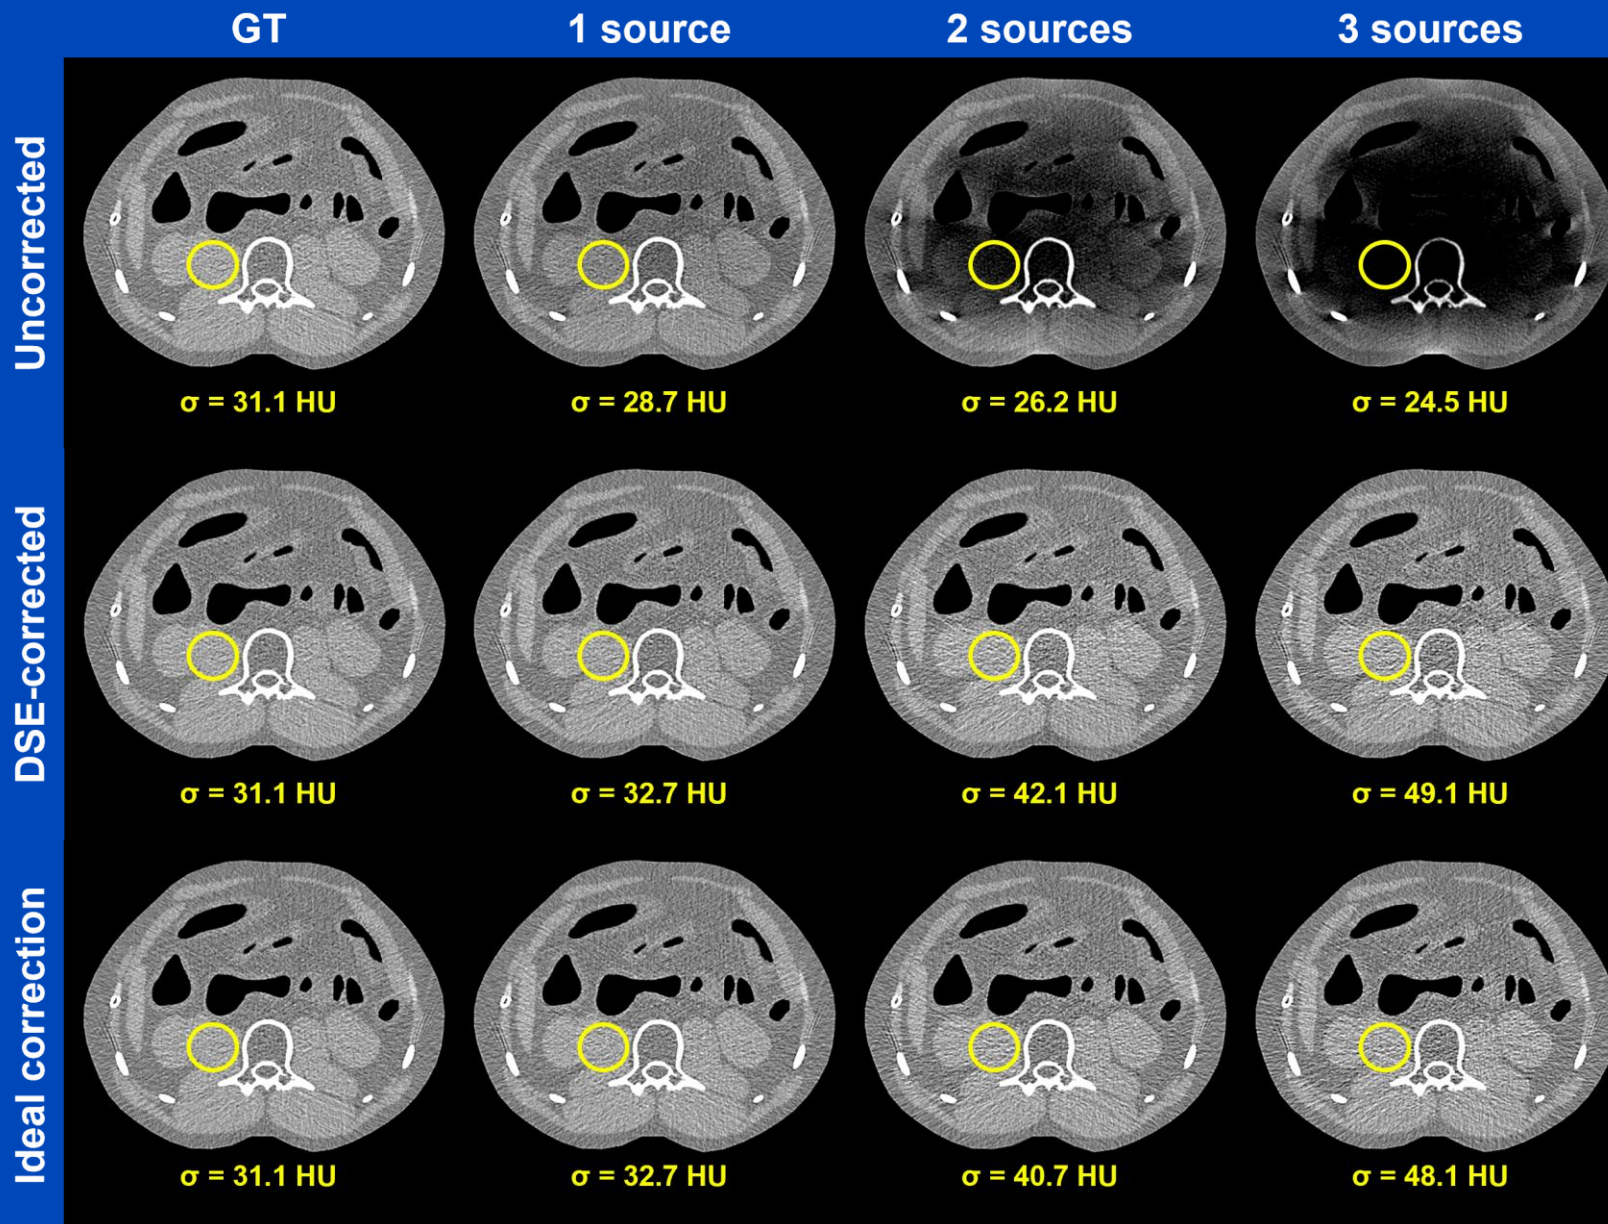 GT 1 source 2 sources 3 sources
Uncorrected
σ = 31.1 HU σ = 28.7 HU σ = 26.2 HU σ = 24.5 HU
DSE-corrected
σ = 31.1 HU σ = 32.7 HU σ = 42.1 HU σ = 49.1 HU
Ideal correction
σ = 31.1 HU σ = 32.7 HU σ = 40.7 HU σ = 48.1 HU